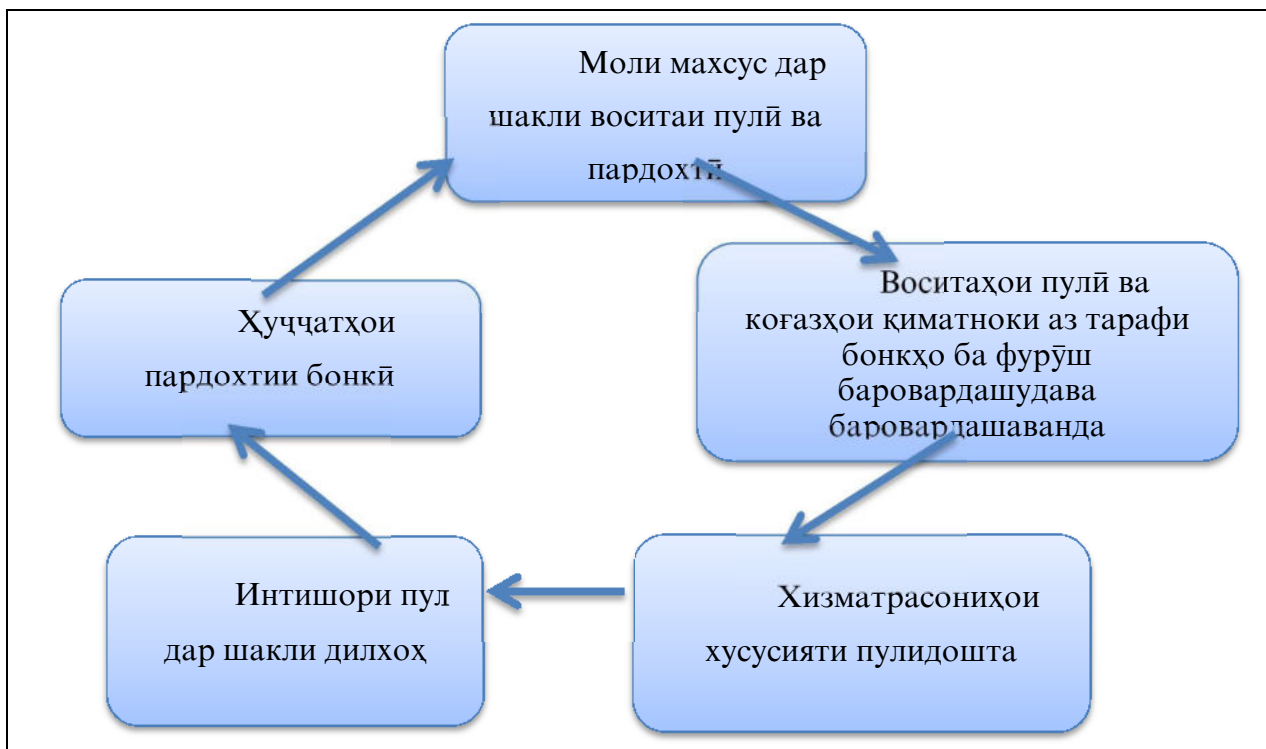 Моли махсус дар
шакли воситаи пулӣ ва
пардохтӣ
Воситаҳои пулӣ ва
коғазҳои қиматноки аз тарафи
бонкҳо ба фурӯш
баровардашудава
баровардашаванда
Хизматрасониҳои
хусусияти пулидошта
Интишори пул
дар шакли дилхоҳ
Ҳуҷҷатҳои
пардохтии бонкӣ